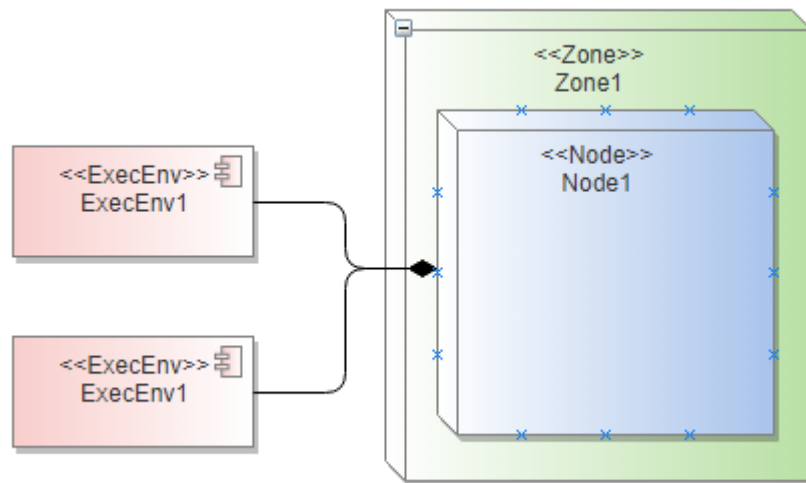 <<Zone>>
Zone1
<<Node>>
Node1
<<ExecEnv>>
ExecEnv1
<<ExecEnv>>
ExecEnv1